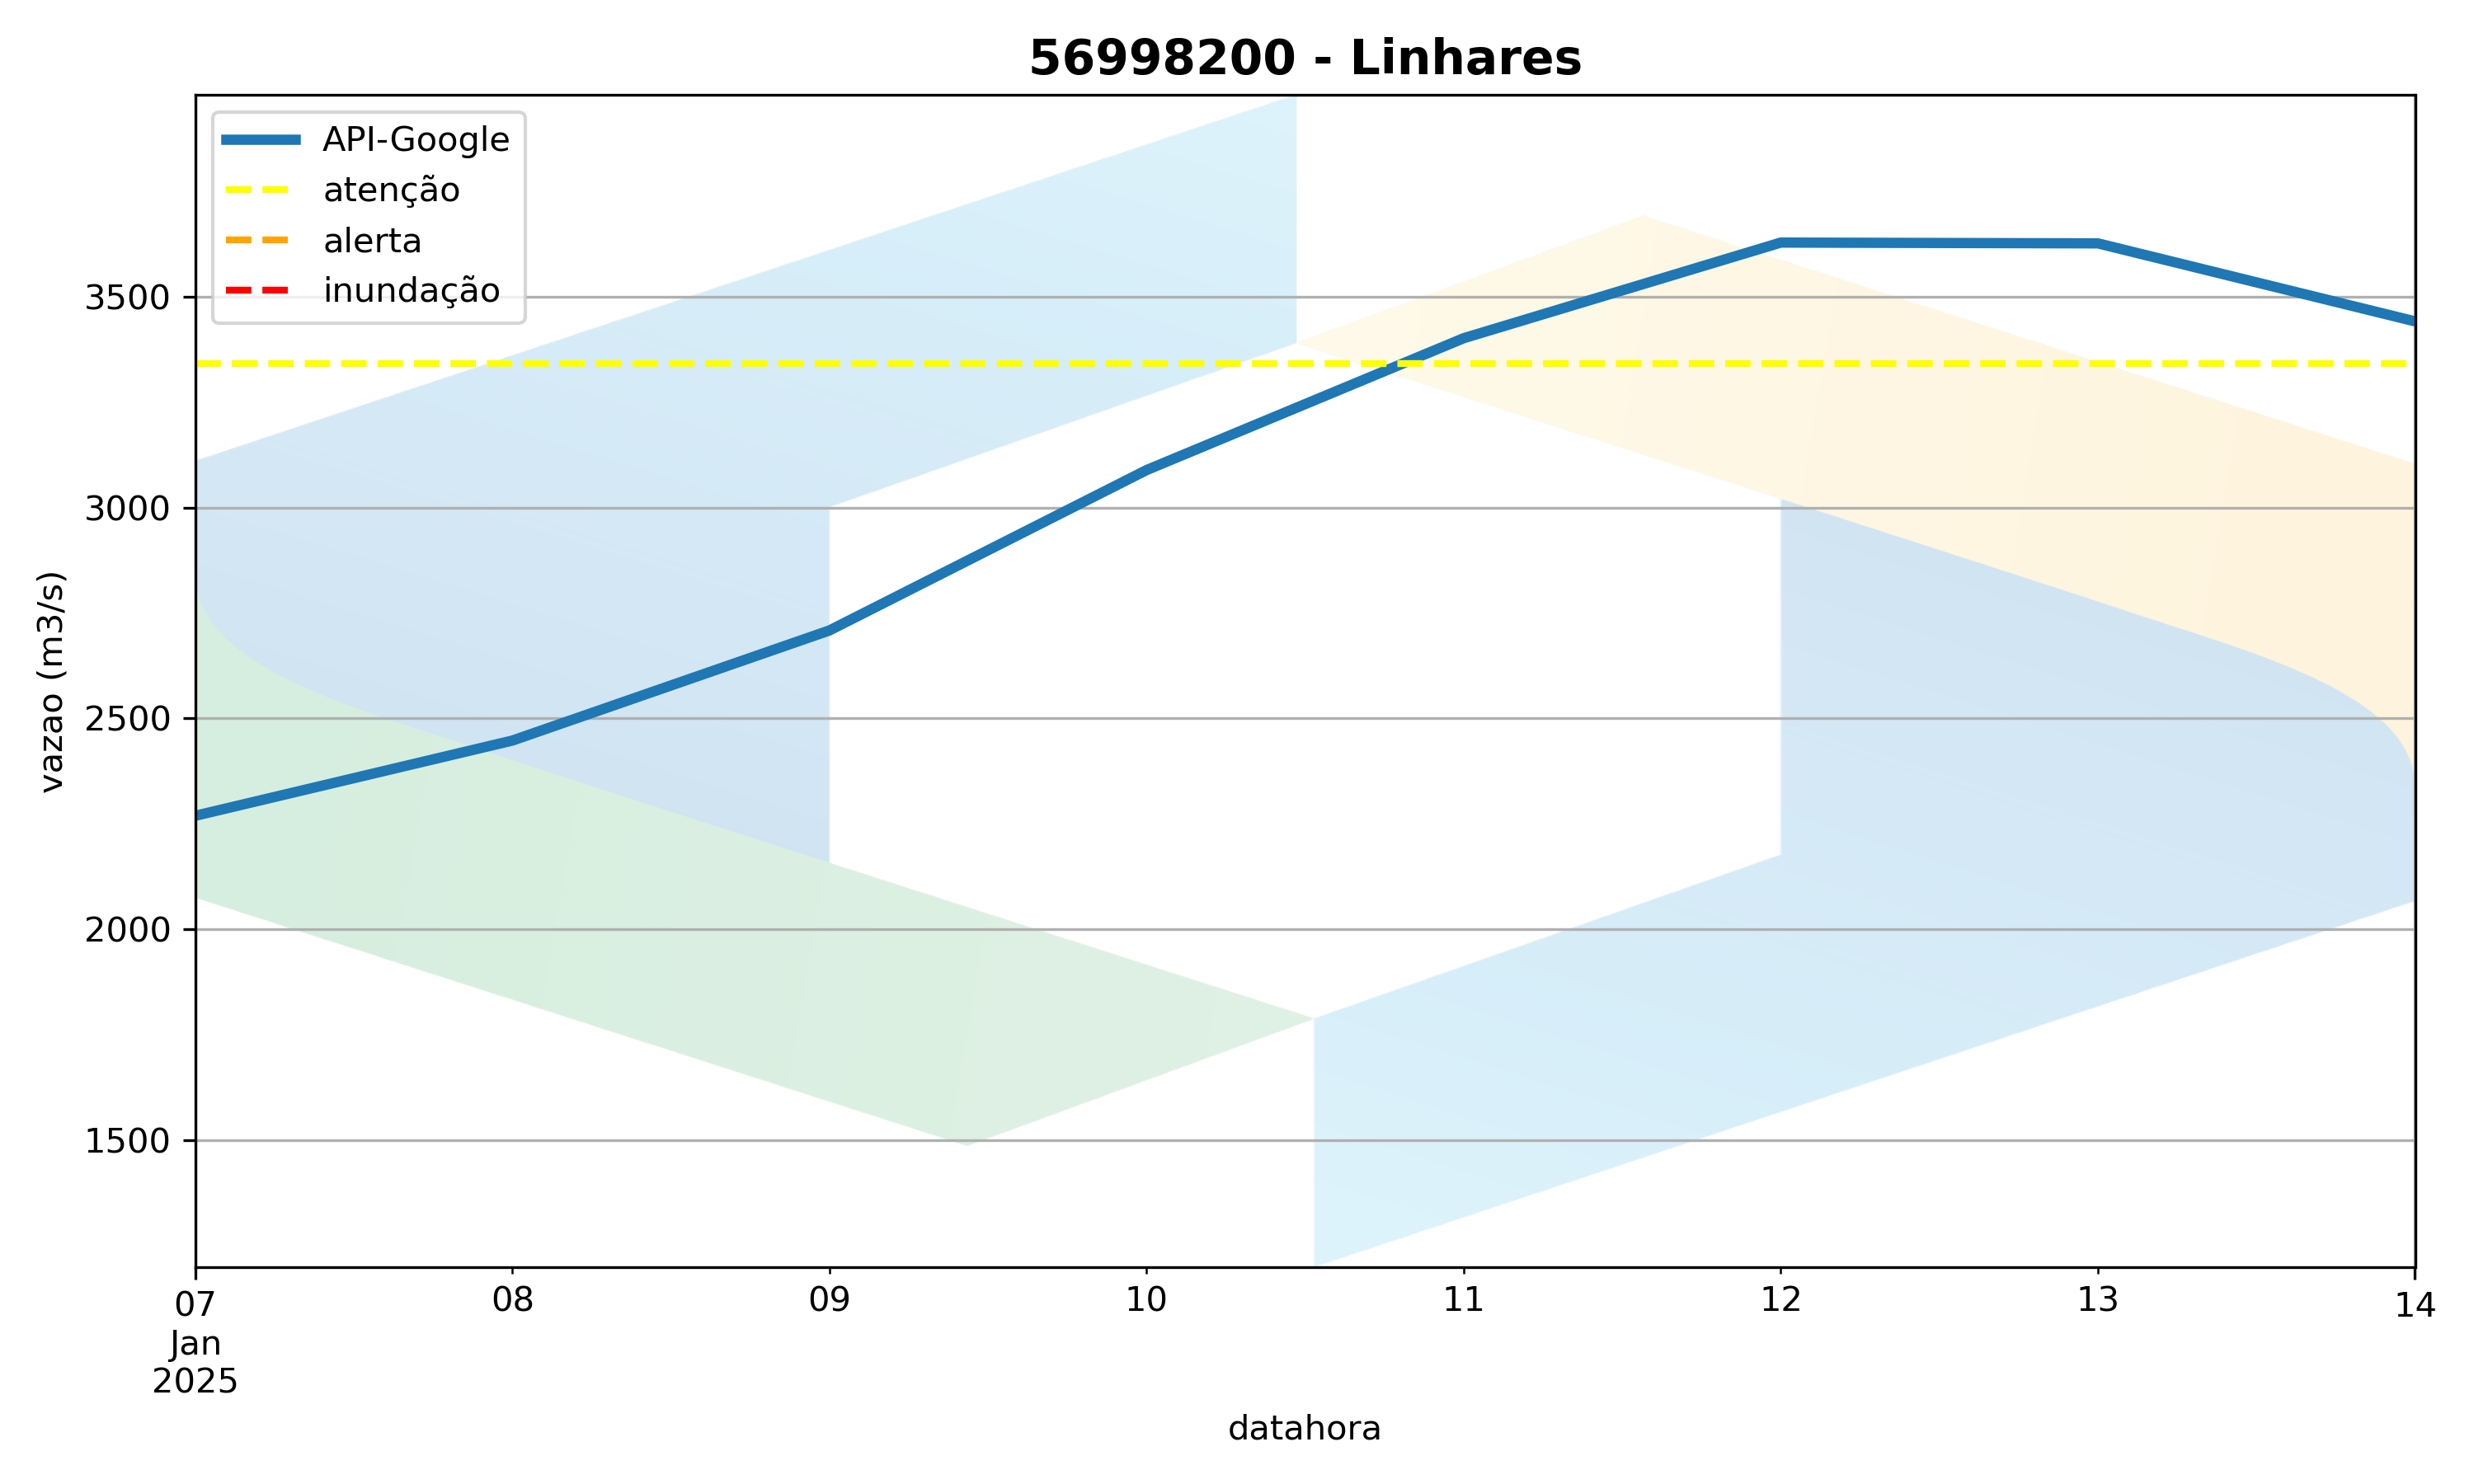 56998200 - Linhares
API-Google
atenção
alerta
inundação
3500
3000
2500
2000
1500
vazao (m3/s)
07 08 09 10 11 12 13 14
Jan
2025
datahora